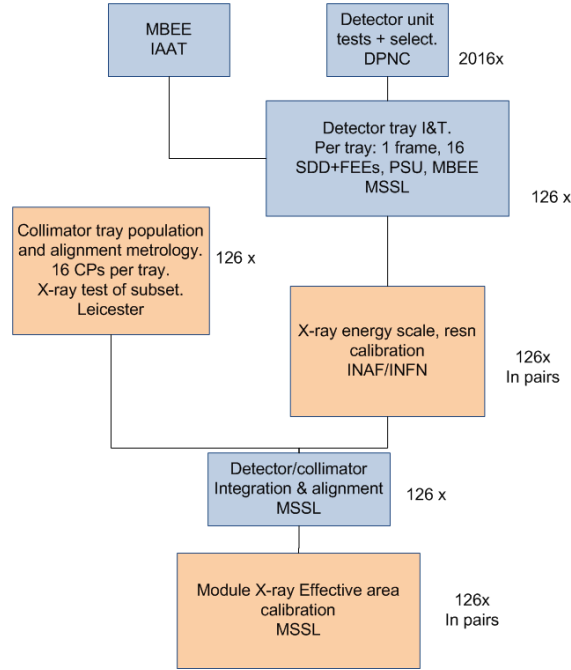 MBEE
IAAT
Detector unit
tests + select.
DPNC
2016x
Detector tray I&T.
Per tray: 1 frame, 16
SDD+FEEs, PSU, MBEE
MSSL
126 x
Collimator tray population
and alignment metrology.
16 CPs per tray.
X-ray test of subset.
Leicester
126 x
X-ray energy scale, resn
calibration
INAF/INFN
126x
In pairs
Detector/collimator
Integration & alignment
MSSL
126 x
Module X-ray Effective area
calibration
MSSL
126x
In pairs